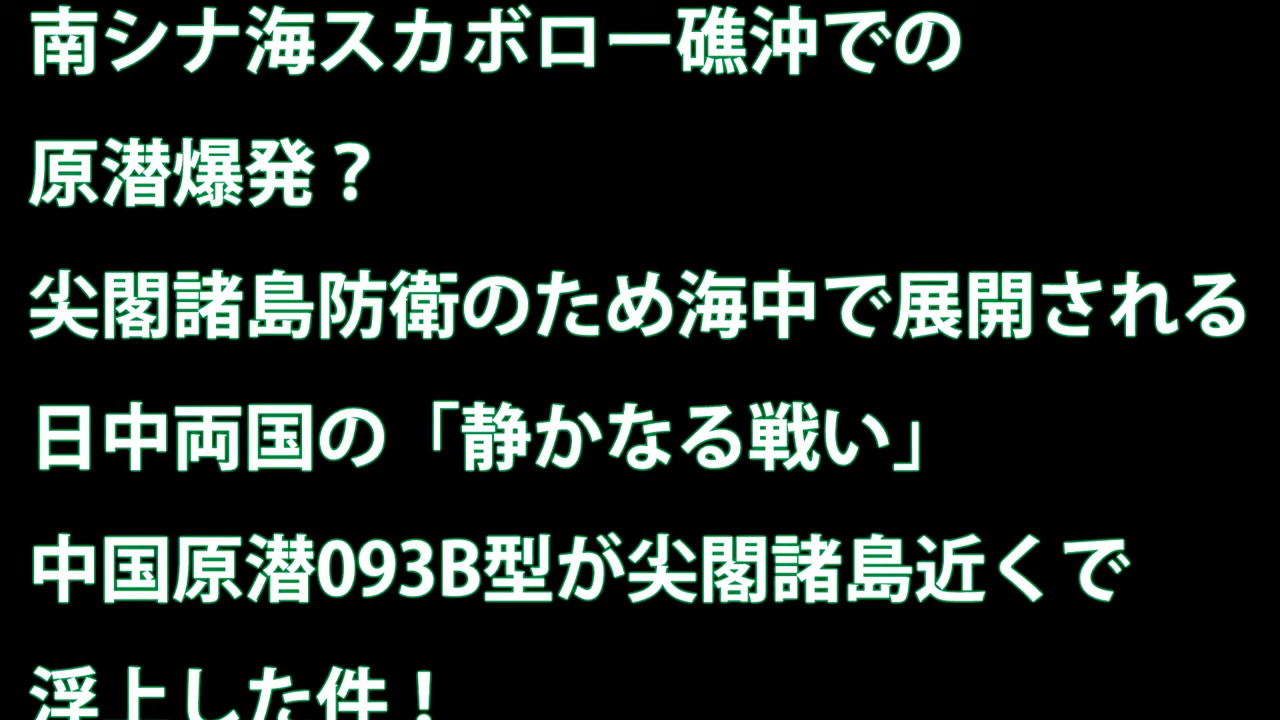 南シナ海スカボロー礁沖での
原潜爆発？
尖閣諸島防衛のため海中で展開される
日中両国の「静かなる戦い」
中国原潜093B型が尖閣諸島近くで
浮上した件！